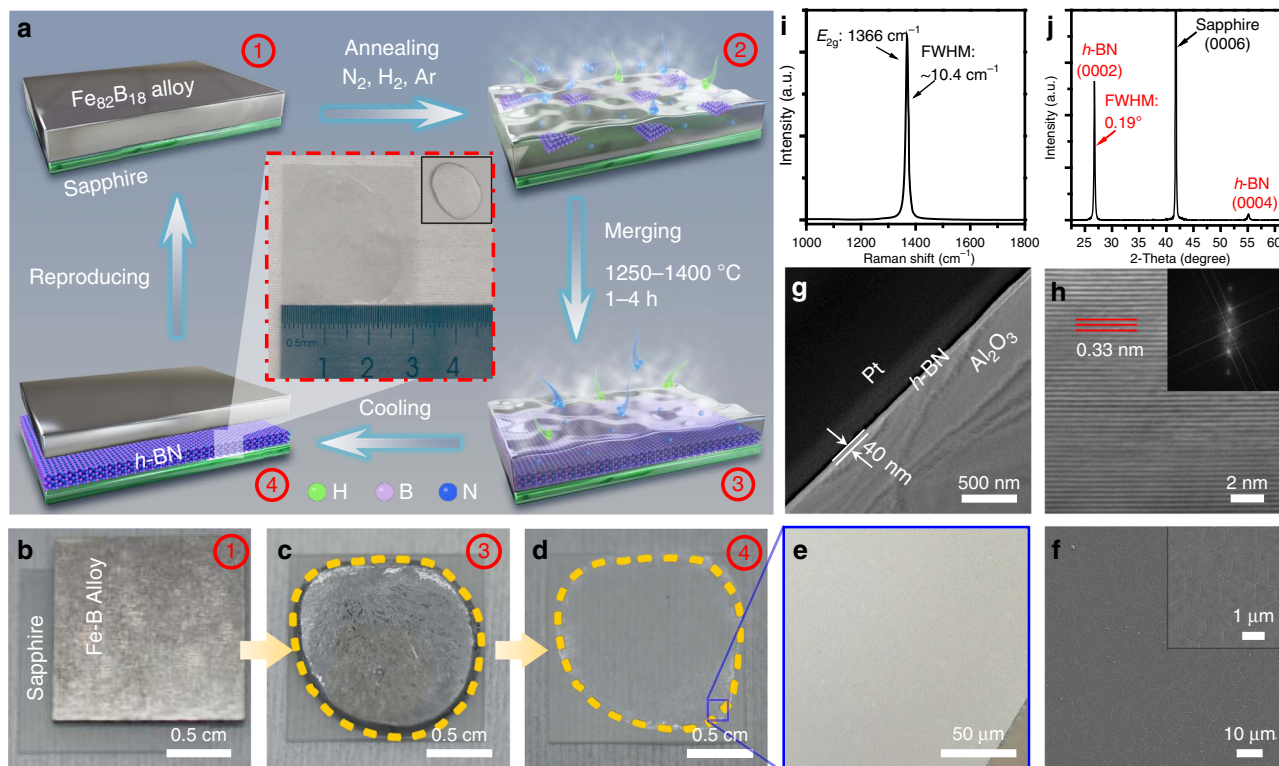 a
1
Fe82B18 alloy
Sapphire
Annealing
N2, H2, Ar
2
Merging
1250–1400 °C
1–4 h
Reproducing
0.5mm
1 2 3 4
Cooling
h-BN
4
3
H B N
i
E2g: 1366 cm−1
FWHM:
~10.4 cm−1
Intensity (a.u.)
1000 1200 1400 1600 1800
Raman shift (cm−1)
j
h-BN
(0002)
FWHM:
0.19°
Sapphire
(0006)
h-BN
(0004)
Intensity (a.u.)
25 30 35 40 45 50 55 60
2-Theta (degree)
g
Pt
h-BN
Al2O3
40 nm
500 nm
h
0.33 nm
2 nm
b
1
Sapphire
Fe-B Alloy
0.5 cm
c
3
0.5 cm
d
4
0.5 cm
e
50 μm
f
1 μm
10 μm